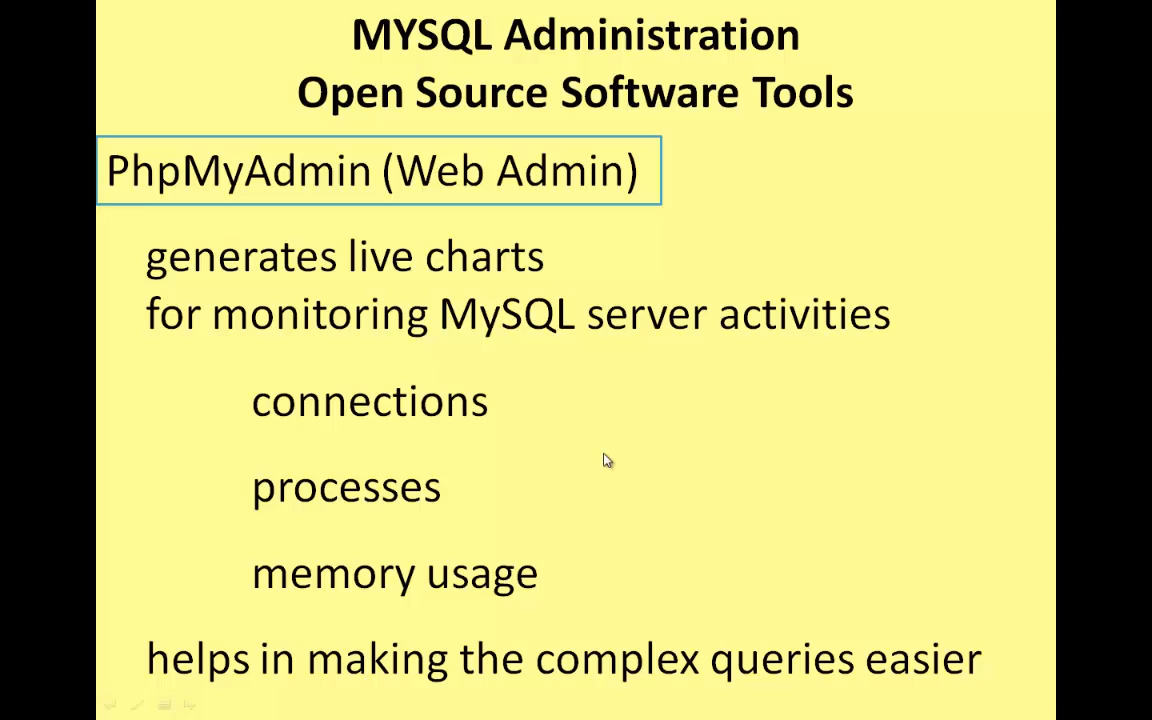 MYSQL Administration
Open Source Software Tools
PhpMyAdmin (Web Admin)
generates live charts
for monitoring MySQL server activities
connections
processes
memory usage
helps in making the complex queries easier